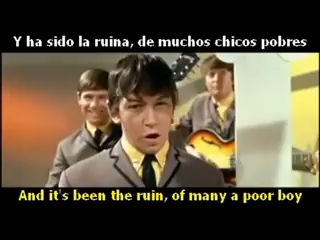 Y ha sido la ruina, de muchos chicos pobres
And it's been the ruin, of many a poor boy